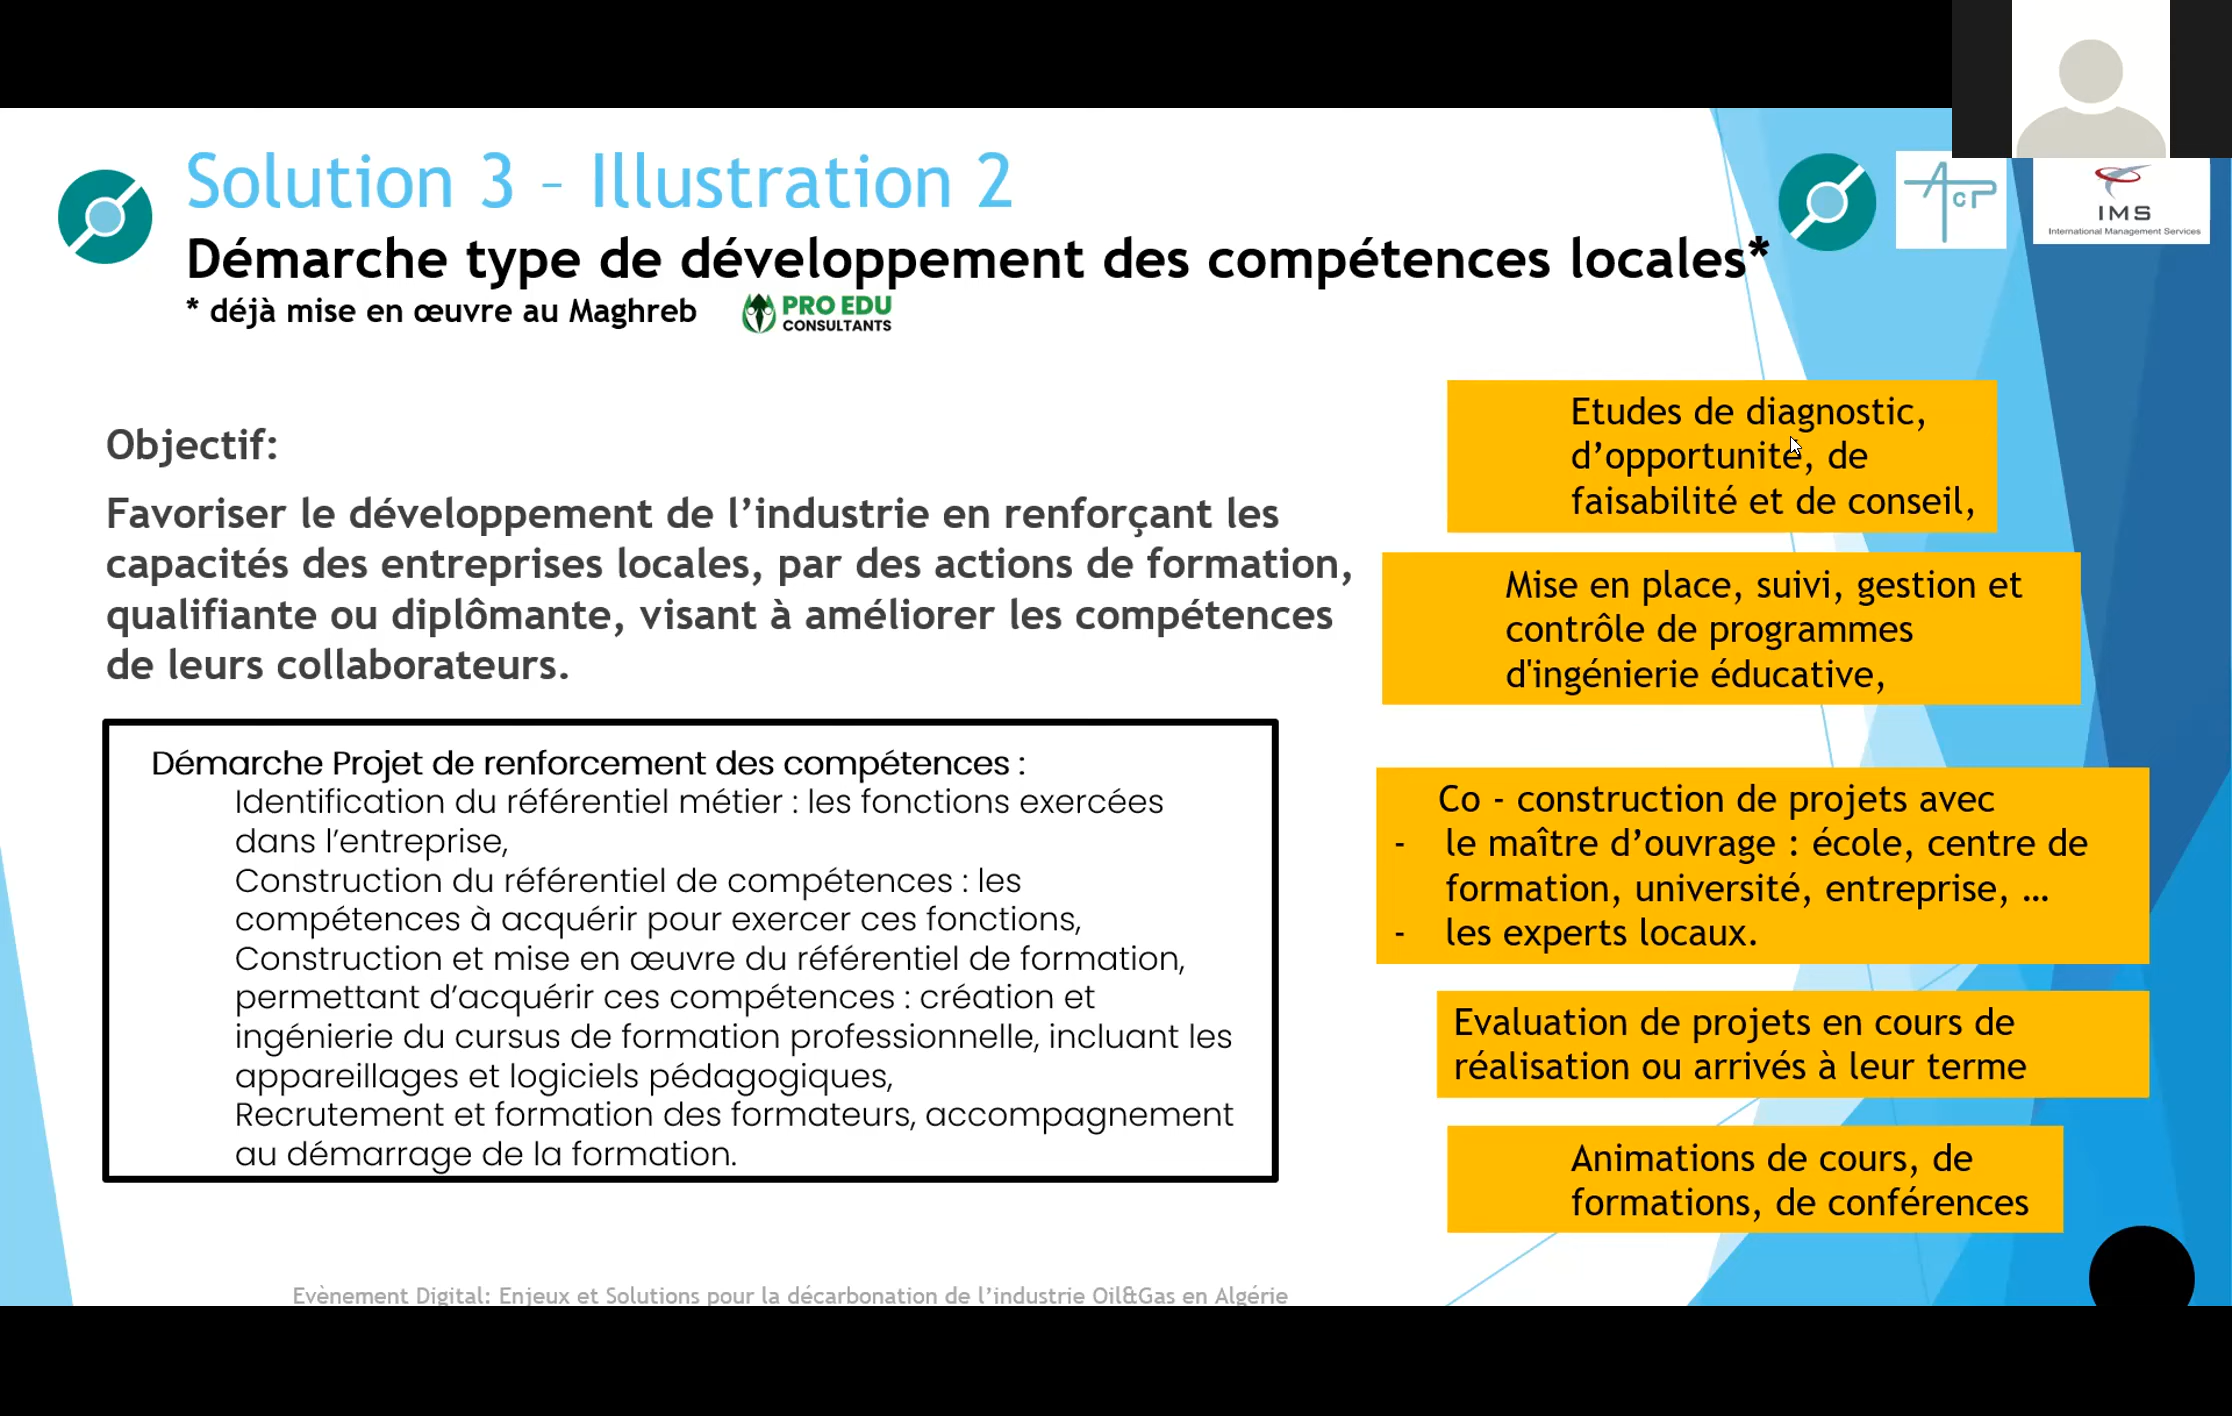 Solution 3 – Illustration 2
Démarche type de développement des compétences locales*
* déjà mise en œuvre au Maghreb
PRO EDU
CONSULTANTS
ACP
IMS
International Management Services
Objectif:
Favoriser le développement de l’industrie en renforçant les
capacités des entreprises locales, par des actions de formation,
qualifiante ou diplômante, visant à améliorer les compétences
de leurs collaborateurs.
Démarche Projet de renforcement des compétences :
Identification du référentiel métier : les fonctions exercées
dans l’entreprise,
Construction du référentiel de compétences : les
compétences à acquérir pour exercer ces fonctions,
Construction et mise en œuvre du référentiel de formation,
permettant d’acquérir ces compétences : création et
ingénierie du cursus de formation professionnelle, incluant les
appareillages et logiciels pédagogiques,
Recrutement et formation des formateurs, accompagnement
au démarrage de la formation.
Etudes de diagnostic,
d’opportunité, de
faisabilité et de conseil,
Mise en place, suivi, gestion et
contrôle de programmes
d'ingénierie éducative,
Co - construction de projets avec
- le maître d’ouvrage : école, centre de
formation, université, entreprise, …
- les experts locaux.
Evaluation de projets en cours de
réalisation ou arrivés à leur terme
Animations de cours, de
formations, de conférences
Evènement Digital: Enjeux et Solutions pour la décarbonation de l’industrie Oil&Gas en Algérie